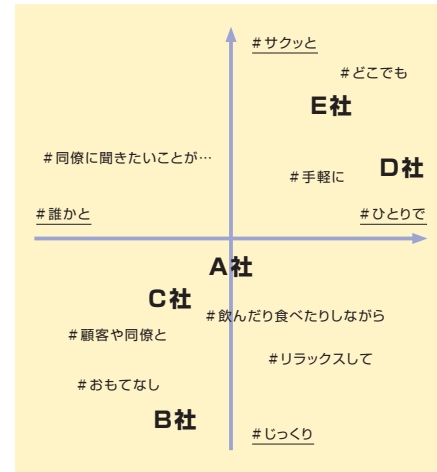 #サクッと
#どこでも
E社
#同僚に聞きたいことが…
D社
#手軽に
#誰かと
#ひとりで
A社
C社
#飲んだり食べたりしながら
#顧客や同僚と
#リラックスして
#おもてなし
B社
#じっくり